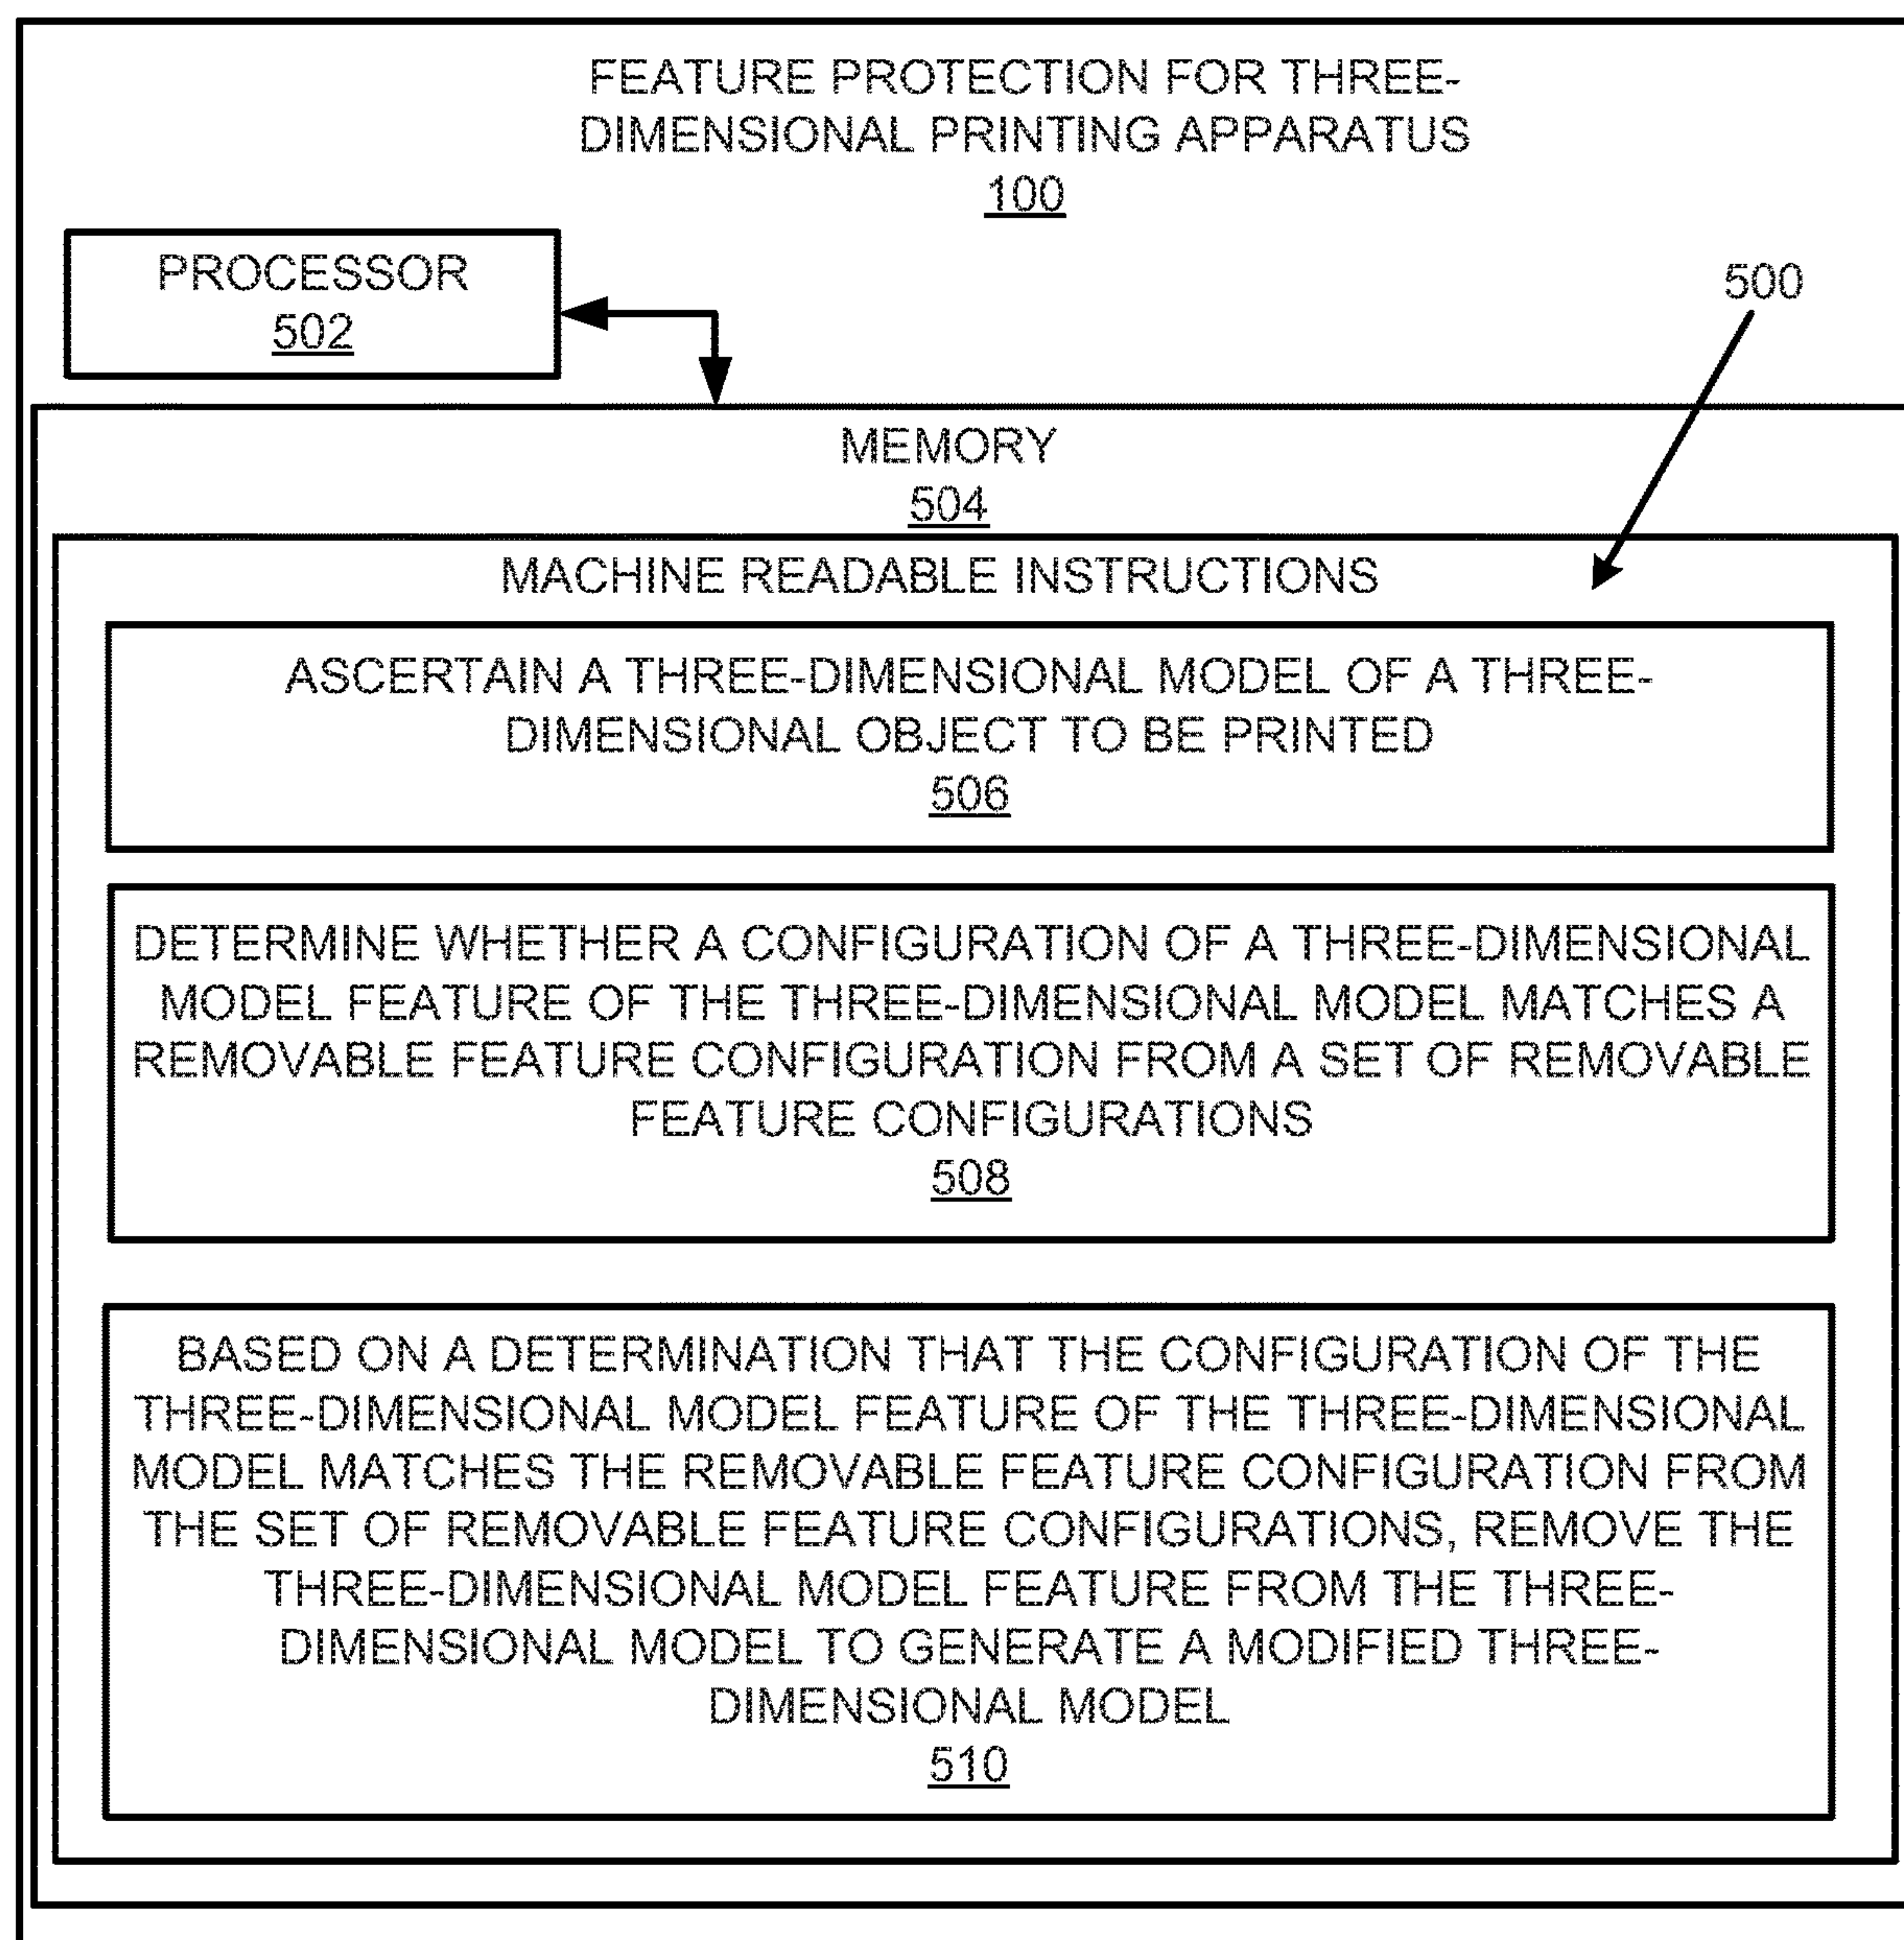 FEATURE PROTECTION FOR THREE-
DIMENSIONAL PRINTING APPARATUS
100
PROCESSOR
502
500
MEMORY
504
MACHINE READABLE INSTRUCTIONS
ASCERTAIN A THREE-DIMENSIONAL MODEL OF A THREE-
DIMENSIONAL OBJECT TO BE PRINTED
506
DETERMINE WHETHER A CONFIGURATION OF A THREE-DIMENSIONAL
MODEL FEATURE OF THE THREE-DIMENSIONAL MODEL MATCHES A
REMOVABLE FEATURE CONFIGURATION FROM A SET OF REMOVABLE
FEATURE CONFIGURATIONS
508
BASED ON A DETERMINATION THAT THE CONFIGURATION OF THE
THREE-DIMENSIONAL MODEL FEATURE OF THE THREE-DIMENSIONAL
MODEL MATCHES THE REMOVABLE FEATURE CONFIGURATION FROM
THE SET OF REMOVABLE FEATURE CONFIGURATIONS, REMOVE THE
THREE-DIMENSIONAL MODEL FEATURE FROM THE THREE-
DIMENSIONAL MODEL TO GENERATE A MODIFIED THREE-
DIMENSIONAL MODEL
510